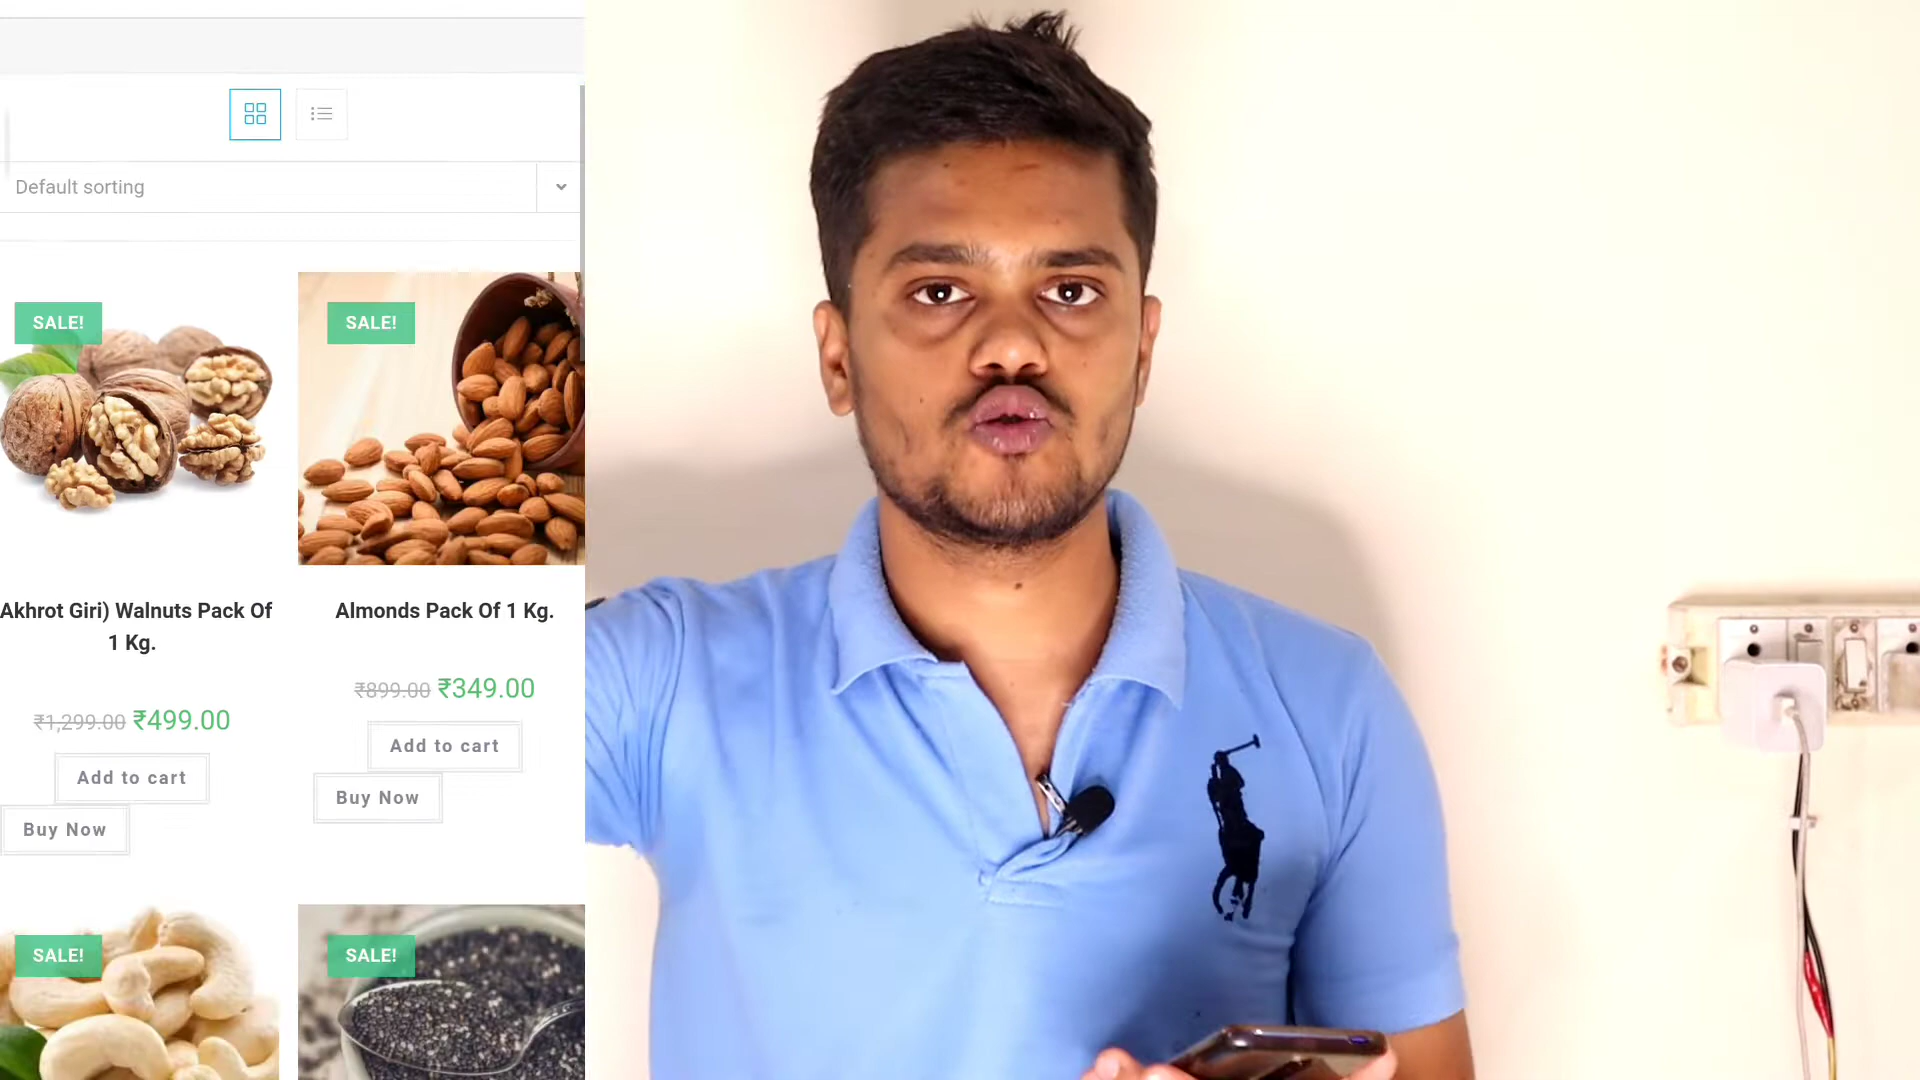 Default sorting
SALE!
SALE!
Akhrot Giri) Walnuts Pack Of
1 Kg.
₹1,299.00 ₹499.00
Add to cart
Buy Now
Almonds Pack Of 1 Kg.
₹899.00 ₹349.00
Add to cart
Buy Now
SALE!
SALE!